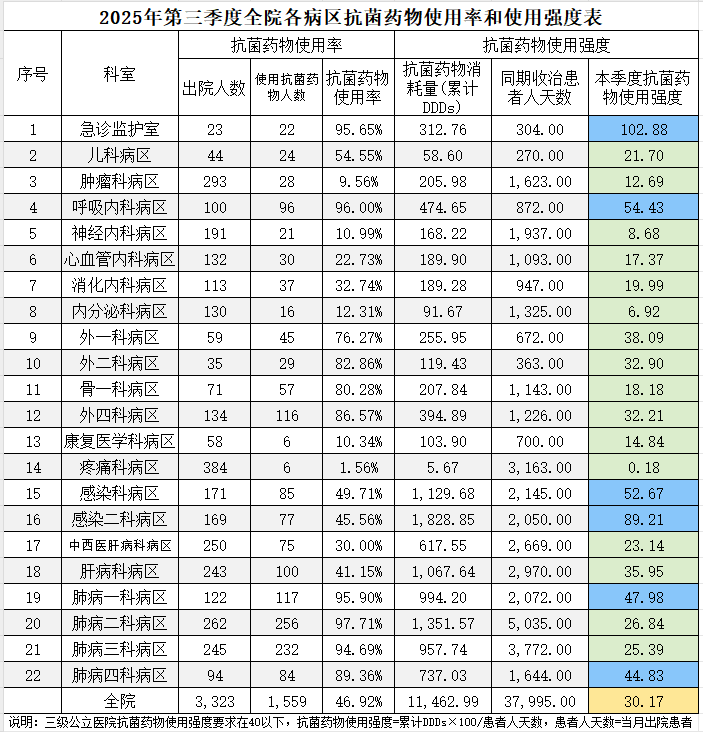 2025年第三季度全院各病区抗菌药物使用率和使用强度表
序号 科室 抗菌药物使用率 抗菌药物使用强度
出院人数 使用抗菌药物人数 抗菌药物使用率 抗菌药物消耗量(累计DDDs) 同期收治患者人天数 本季度抗菌药物使用强度
1 急诊监护室 23 22 95.65% 312.76 304.00 102.88
2 儿科病区 44 24 54.55% 58.60 270.00 21.70
3 肿瘤科病区 293 28 9.56% 205.98 1,623.00 12.69
4 呼吸内科病区 100 96 96.00% 474.65 872.00 54.43
5 神经内科病区 191 21 10.99% 168.22 1,937.00 8.68
6 心血管内科病区 132 30 22.73% 189.90 1,093.00 17.37
7 消化内科病区 113 37 32.74% 189.28 947.00 19.99
8 内分泌科病区 130 16 12.31% 91.67 1,325.00 6.92
9 外一科病区 59 45 76.27% 255.95 672.00 38.09
10 外二科病区 35 29 82.86% 119.43 363.00 32.90
11 骨一科病区 71 57 80.28% 207.84 1,143.00 18.18
12 外四科病区 134 116 86.57% 394.89 1,226.00 32.21
13 康复医学科病区 58 6 10.34% 103.90 700.00 14.84
14 疼痛科病区 384 6 1.56% 5.67 3,163.00 0.18
15 感染科病区 171 85 49.71% 1,129.68 2,145.00 52.67
16 感染二科病区 169 77 45.56% 1,828.85 2,050.00 89.21
17 中西医肝病科病区 250 75 30.00% 617.55 2,669.00 23.14
18 肝病科病区 243 100 41.15% 1,067.64 2,970.00 35.95
19 肺病一科病区 122 117 95.90% 994.20 2,072.00 47.98
20 肺病二科病区 262 256 97.71% 1,351.57 5,035.00 26.84
21 肺病三科病区 245 232 94.69% 957.74 3,772.00 25.39
22 肺病四科病区 94 84 89.36% 737.03 1,644.00 44.83
全院 3,323 1,559 46.92% 11,462.99 37,995.00 30.17
说明：三级公立医院抗菌药物使用强度要求在40以下，抗菌药物使用强度=累计DDDs×100/患者人天数，患者人天数=当月出院患者